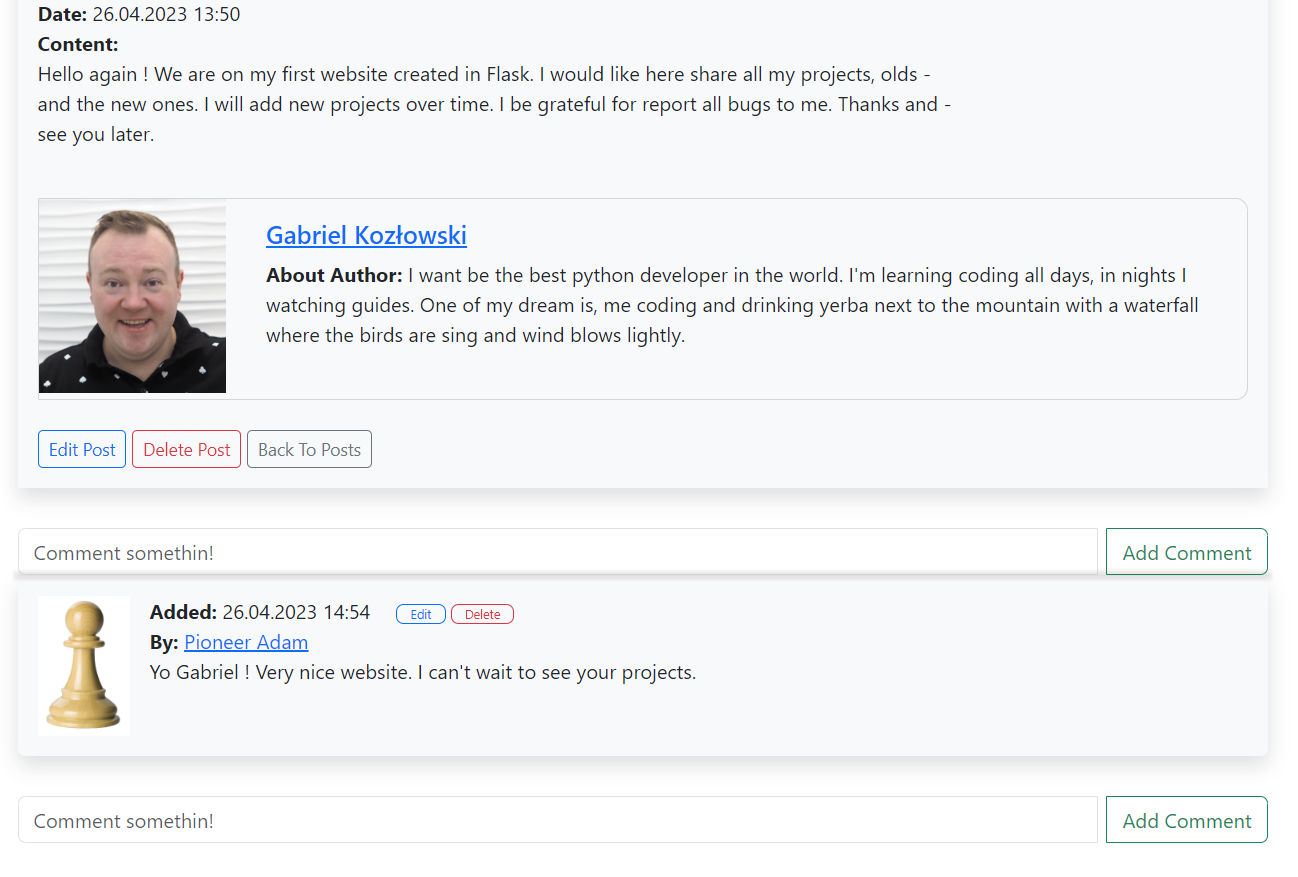 Date: 26.04.2023 13:50
Content:
Hello again ! We are on my first website created in Flask. I would like here share all my projects, olds -
and the new ones. I will add new projects over time. I be grateful for report all bugs to me. Thanks and -
see you later.
Gabriel Kozłowski
About Author: I want be the best python developer in the world. I'm learning coding all days, in nights I
watching guides. One of my dream is, me coding and drinking yerba next to the mountain with a waterfall
where the birds are sing and wind blows lightly.
Edit Post Delete Post Back To Posts
Comment somethin! Add Comment
Added: 26.04.2023 14:54 Edit Delete
By: Pioneer Adam
Yo Gabriel ! Very nice website. I can't wait to see your projects.
Comment somethin! Add Comment